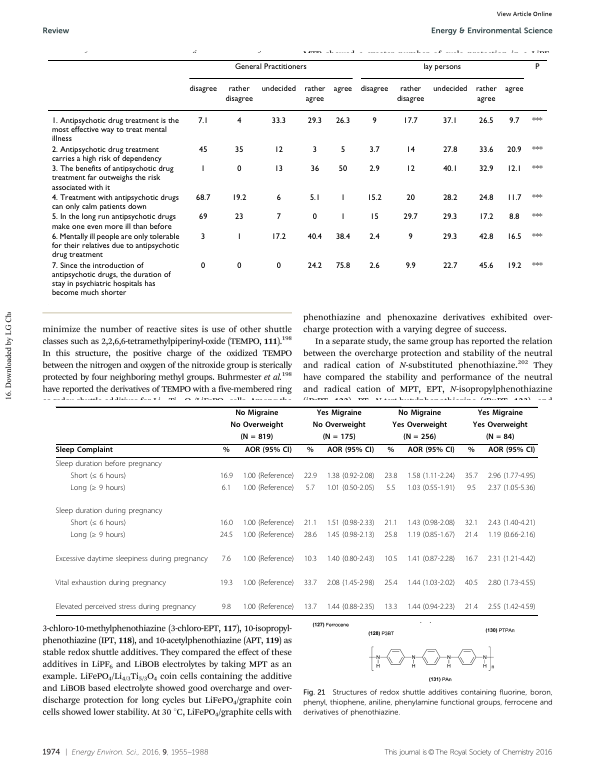 View Article Online
Review
Energy & Environmental Science
General Practitioners lay persons P
disagree rather disagree undecided rather agree agree disagree rather disagree undecided rather agree agree
1. Antipsychotic drug treatment is the 7.1 4 33.3 29.3 26.3 9 17.7 37.1 26.5 9.7 ***
most effective way to treat mental
illness
2. Antipsychotic drug treatment 45 35 12 3 5 3.7 14 27.8 33.6 20.9 ***
carries a high risk of dependency
3. The benefits of antipsychotic drug 1 0 13 36 50 2.9 12 40.1 32.9 12.1 ***
treatment far outweighs the risk
associated with it
4. Treatment with antipsychotic drugs 68.7 19.2 6 5.1 1 15.2 20 28.2 24.8 11.7 ***
can only calm patients down
5. In the long run antipsychotic drugs 69 23 7 0 1 15 29.7 29.3 17.2 8.8 ***
make one even more ill than before
6. Mentally ill people are only tolerable 3 1 17.2 40.4 38.4 2.4 9 29.3 42.8 16.5 ***
for their relatives due to antipsychotic
drug treatment
7. Since the introduction of 0 0 0 24.2 75.8 2.6 9.9 22.7 45.6 19.2 ***
antipsychotic drugs, the duration of
stay in psychiatric hospitals has
become much shorter
16. Downloaded by LG Ch
minimize the number of reactive sites is use of other shuttle
classes such as 2,2,6,6-tetramethylpiperinyl-oxide (TEMPO, 111).198
In this structure, the positive charge of the oxidized TEMPO
between the nitrogen and oxygen of the nitroxide group is sterically
protected by four neighboring methyl groups. Buhrmester et al.198
have reported the derivatives of TEMPO with a five-membered ring
phenothiazine and phenoxazine derivatives exhibited over-
charge protection with a varying degree of success.
In a separate study, the same group has reported the relation
between the overcharge protection and stability of the neutral
and radical cation of N-substituted phenothiazine.202 They
have compared the stability and performance of the neutral
and radical cation of MPT, EPT, N-isopropylphenothiazine
No Migraine Yes Migraine No Migraine Yes Migraine
No Overweight No Overweight Yes Overweight Yes Overweight
(N = 819) (N = 175) (N = 256) (N = 84)
Sleep Complaint % AOR (95% CI) % AOR (95% CI) % AOR (95% CI) % AOR (95% CI)
Sleep duration before pregnancy
Short (≤ 6 hours) 16.9 1.00 (Reference) 22.9 1.38 (0.92-2.08) 23.8 1.58 (1.11-2.24) 35.7 2.96 (1.77-4.95)
Long (≥ 9 hours) 6.1 1.00 (Reference) 5.7 1.01 (0.50-2.05) 5.5 1.03 (0.55-1.91) 9.5 2.37 (1.05-5.36)
Sleep duration during pregnancy
Short (≤ 6 hours) 16.0 1.00 (Reference) 21.1 1.51 (0.98-2.33) 21.1 1.43 (0.98-2.08) 32.1 2.43 (1.40-4.21)
Long (≥ 9 hours) 24.5 1.00 (Reference) 28.6 1.45 (0.98-2.13) 25.8 1.19 (0.85-1.67) 21.4 1.19 (0.66-2.16)
Excessive daytime sleepiness during pregnancy 7.6 1.00 (Reference) 10.3 1.40 (0.80-2.43) 10.5 1.41 (0.87-2.28) 16.7 2.31 (1.21-4.42)
Vital exhaustion during pregnancy 19.3 1.00 (Reference) 33.7 2.08 (1.45-2.98) 25.4 1.44 (1.03-2.02) 40.5 2.80 (1.73-4.55)
Elevated perceived stress during pregnancy 9.8 1.00 (Reference) 13.7 1.44 (0.88-2.35) 13.3 1.44 (0.94-2.23) 21.4 2.55 (1.42-4.59)
3-chloro-10-methylphenothiazine (3-chloro-EPT, 117), 10-isopropyl-
phenothiazine (IPT, 118), and 10-acetylphenothiazine (APT, 119) as
stable redox shuttle additives. They compared the effect of these
additives in LiPF6 and LiBOB electrolytes by taking MPT as an
example. LiFePO4/Li4/3Ti5/3O4 coin cells containing the additive
and LiBOB based electrolyte showed good overcharge and over-
discharge protection for long cycles but LiFePO4/graphite coin
cells showed lower stability. At 30 °C, LiFePO4/graphite cells with
(127) Ferrocene
(128) P3BT
(130) PTPAn
N H N H N H N H n
(131) PAn
Fig. 21 Structures of redox shuttle additives containing fluorine, boron,
phenyl, thiophene, aniline, phenylamine functional groups, ferrocene and
derivatives of phenothiazine.
1974 | Energy Environ. Sci., 2016, 9, 1955–1988
This journal is © The Royal Society of Chemistry 2016